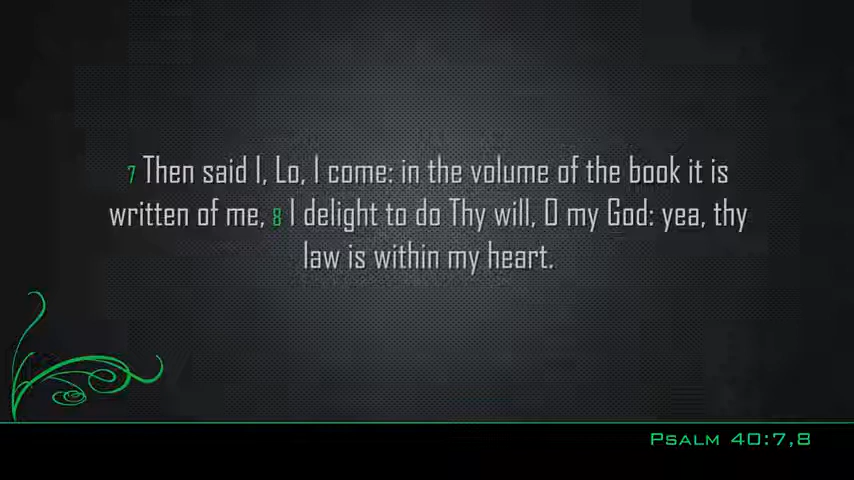 7 Then said I, Lo, I come: in the volume of the book it is
written of me, 8 I delight to do Thy will, O my God: yea, thy
law is within my heart.
Psalm 40:7,8